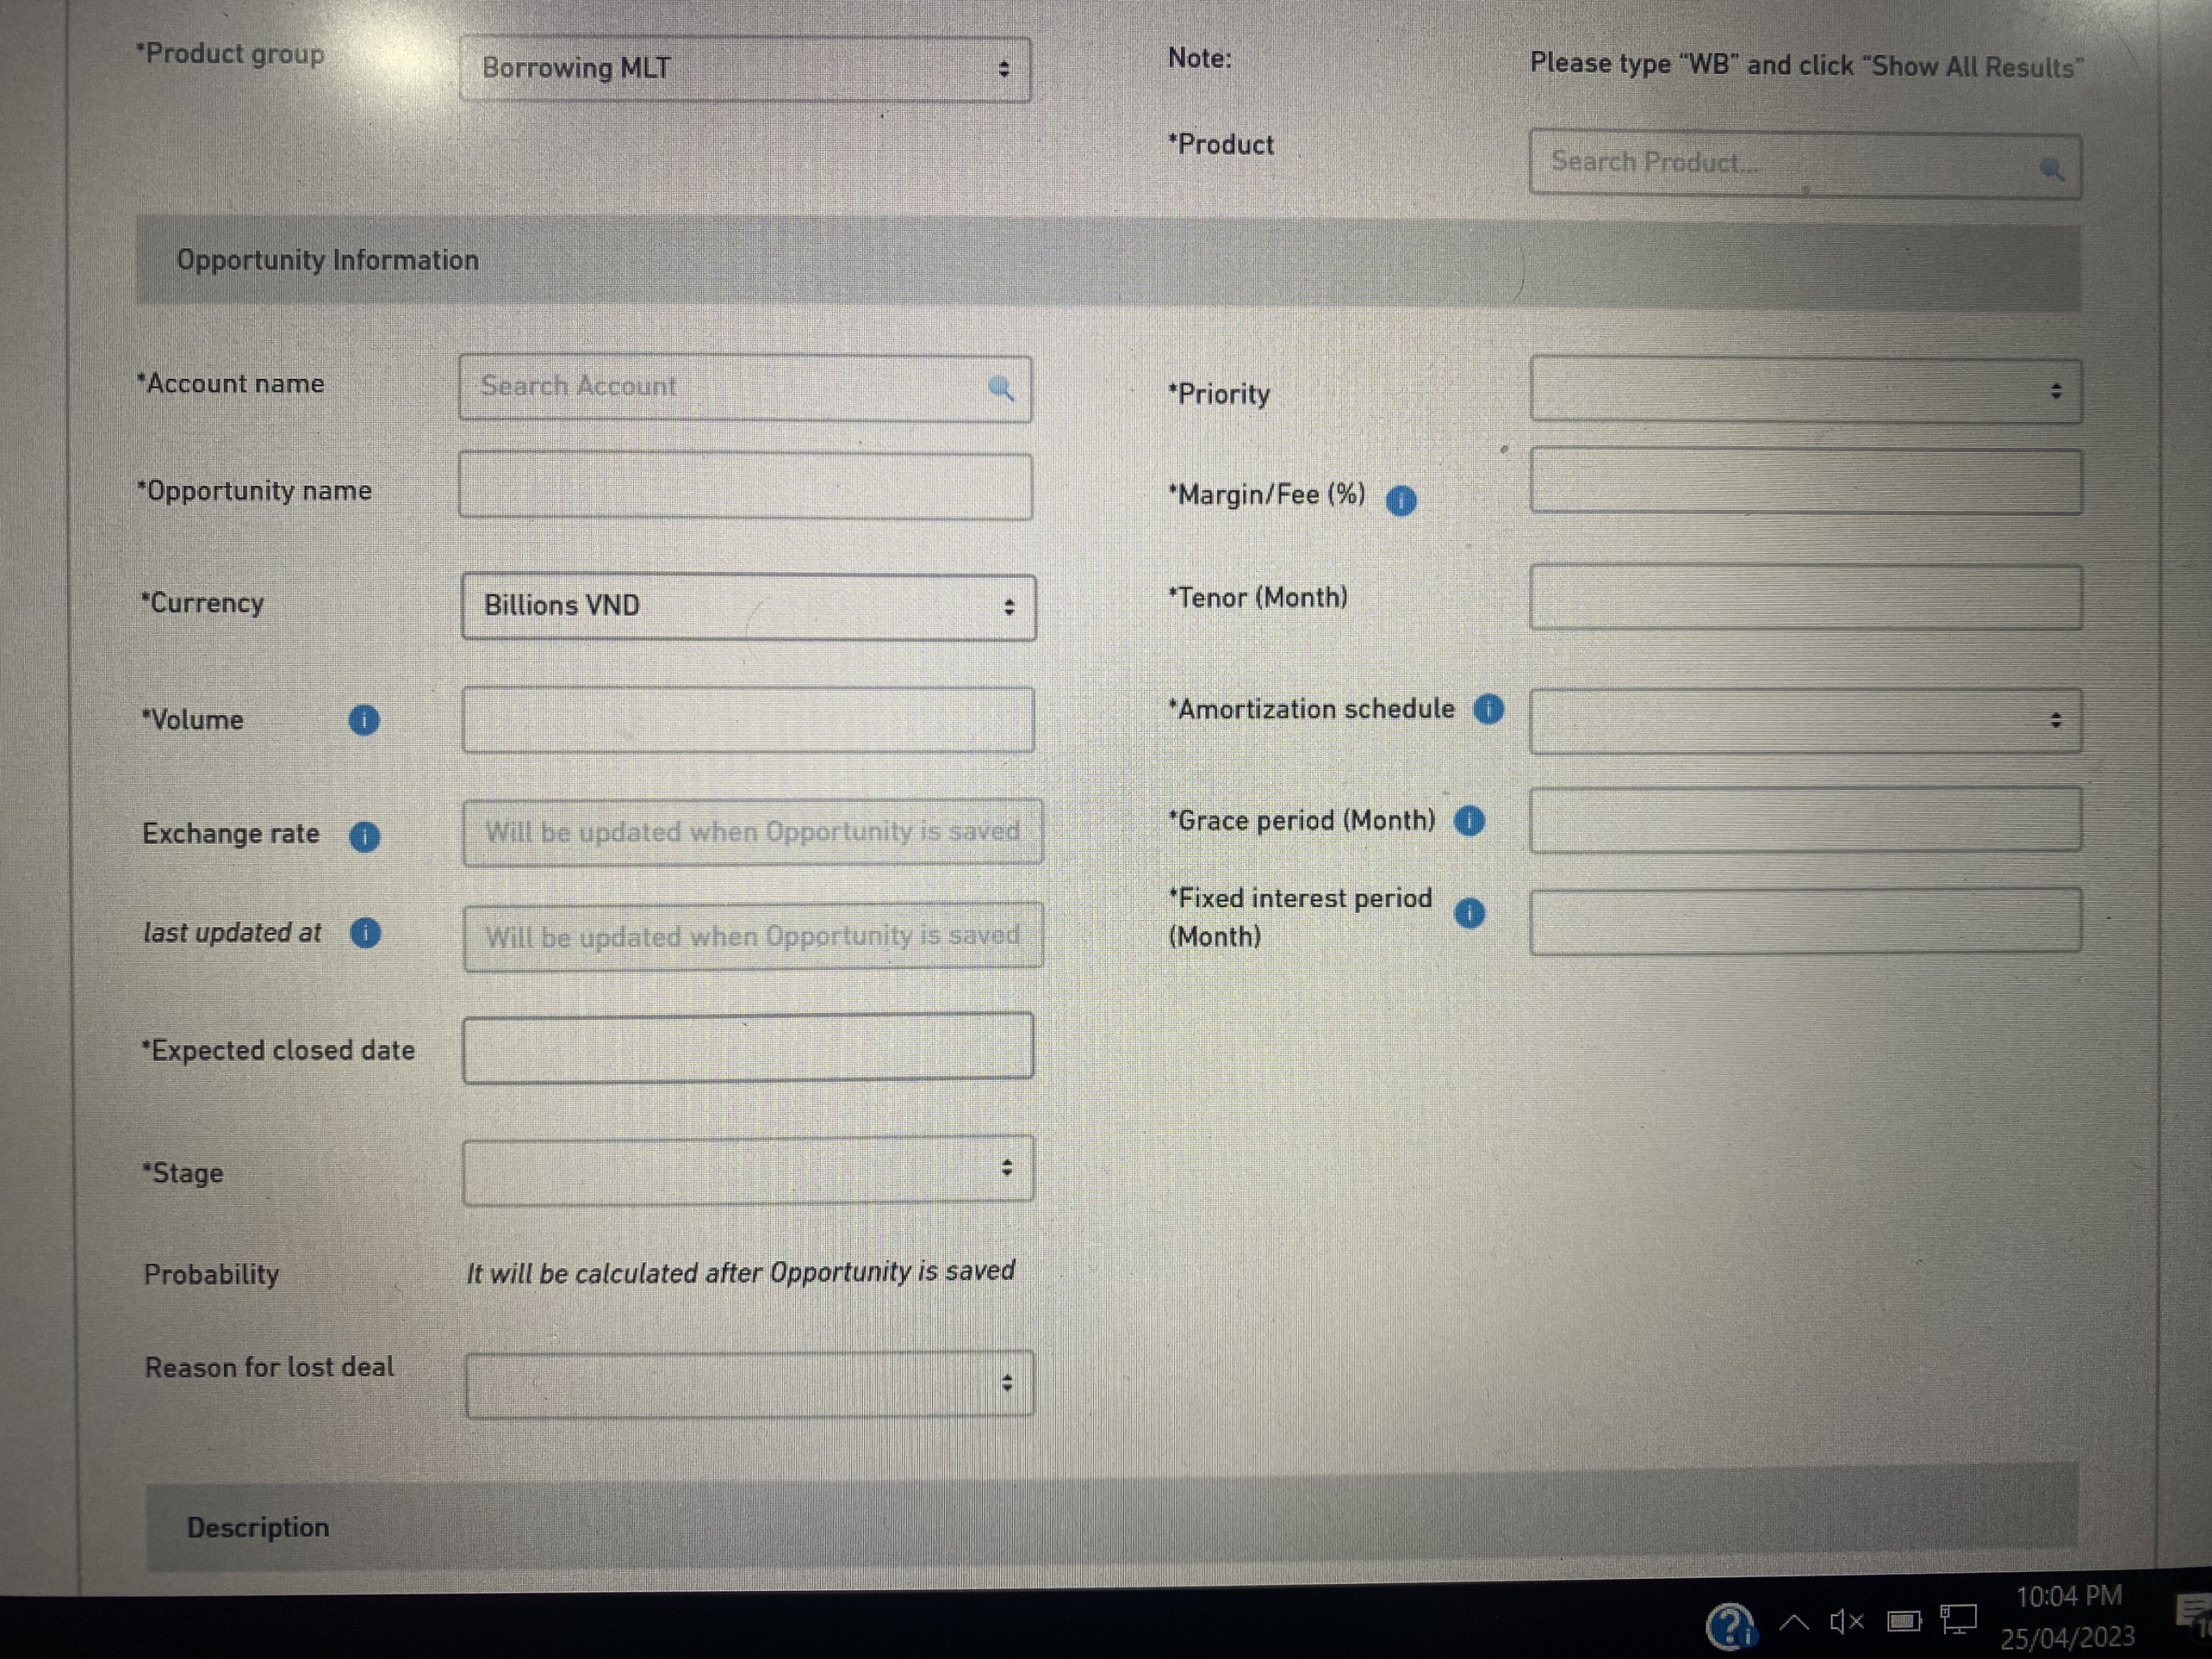 *Product group
Borrowing MLT
Note:
Please type "WB" and click "Show All Results"
*Product
Search Product...
Opportunity Information
*Account name
Search Account
*Priority
*Opportunity name
*Margin/Fee (%)
i
*Currency
Billions VND
*Tenor (Month)
*Volume
i
*Amortization schedule
i
Exchange rate
i
Will be updated when Opportunity is saved
*Grace period (Month)
i
last updated at
i
Will be updated when Opportunity is saved
*Fixed interest period
(Month)
i
*Expected closed date
*Stage
Probability
It will be calculated after Opportunity is saved
Reason for lost deal
Description
10:04 PM
25/04/2023